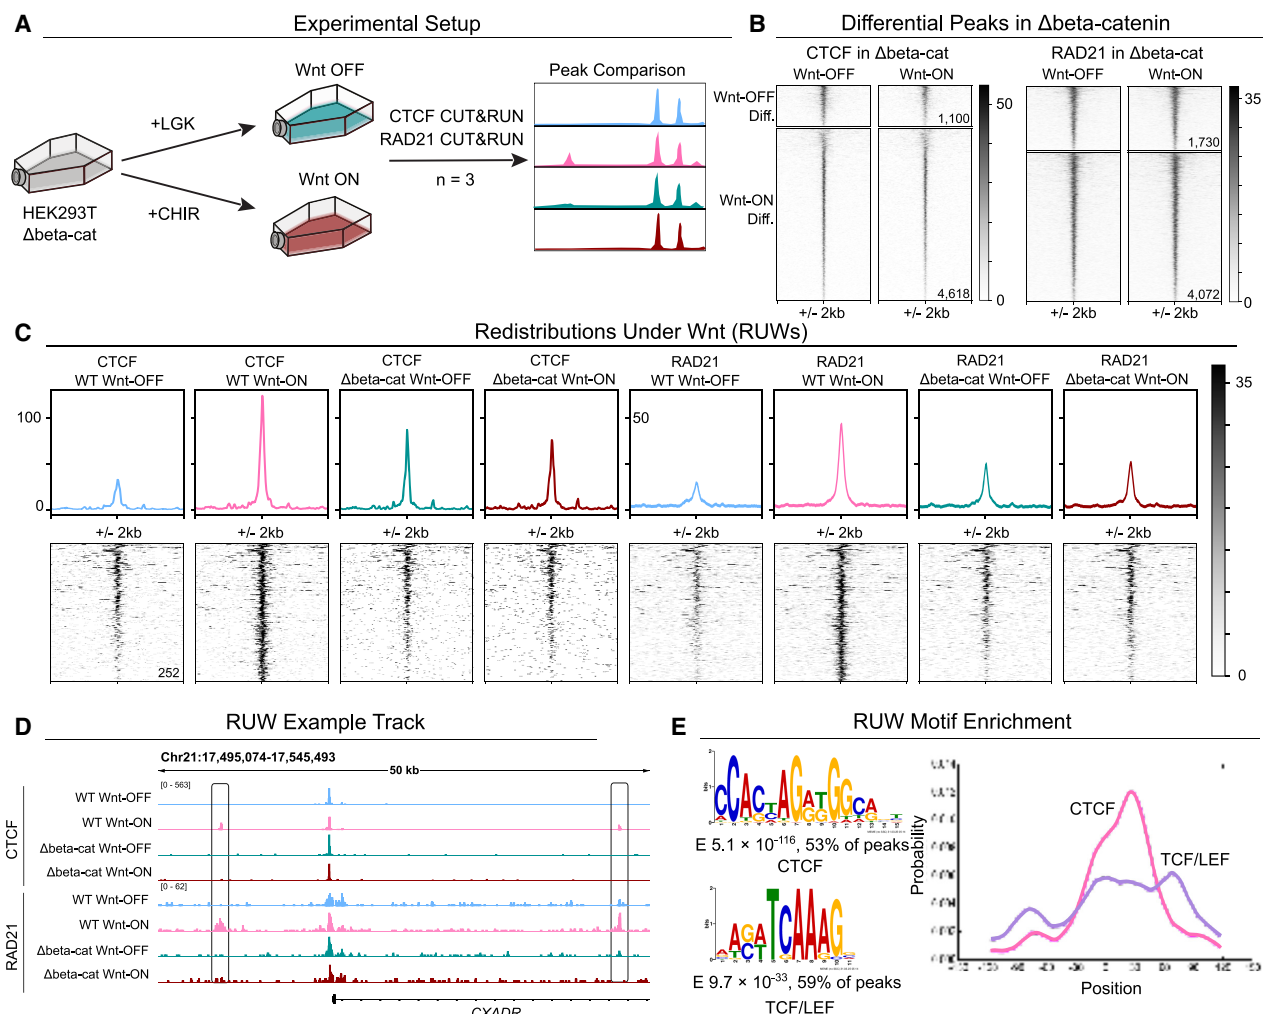 A
Experimental Setup
HEK293T
Δbeta-cat
+LGK
+CHIR
Wnt OFF
Wnt ON
CTCF CUT&RUN
RAD21 CUT&RUN
n = 3
Peak Comparison
B
Differential Peaks in Δbeta-catenin
CTCF in Δbeta-cat
RAD21 in Δbeta-cat
Wnt-OFF
Wnt-ON
Wnt-OFF
Wnt-ON
Wnt-OFF
Diff.
Wnt-ON
Diff.
1,100
4,618
50
0
1,730
4,072
35
0
+/- 2kb
+/- 2kb
+/- 2kb
+/- 2kb
C
Redistributions Under Wnt (RUWs)
CTCF
WT Wnt-OFF
CTCF
WT Wnt-ON
CTCF
Δbeta-cat Wnt-OFF
CTCF
Δbeta-cat Wnt-ON
RAD21
WT Wnt-OFF
RAD21
WT Wnt-ON
RAD21
Δbeta-cat Wnt-OFF
RAD21
Δbeta-cat Wnt-ON
100
0
50
+/- 2kb
+/- 2kb
+/- 2kb
+/- 2kb
+/- 2kb
+/- 2kb
+/- 2kb
+/- 2kb
252
35
0
D
RUW Example Track
Chr21:17,495,074-17,545,493
50 kb
[0 - 563]
CTCF
WT Wnt-OFF
WT Wnt-ON
Δbeta-cat Wnt-OFF
Δbeta-cat Wnt-ON
[0 - 62]
RAD21
WT Wnt-OFF
WT Wnt-ON
Δbeta-cat Wnt-OFF
Δbeta-cat Wnt-ON
CXADR
E
RUW Motif Enrichment
E 5.1 × 10⁻¹¹⁶, 53% of peaks
CTCF
E 9.7 × 10⁻³³, 59% of peaks
TCF/LEF
Probability
CTCF
TCF/LEF
Position